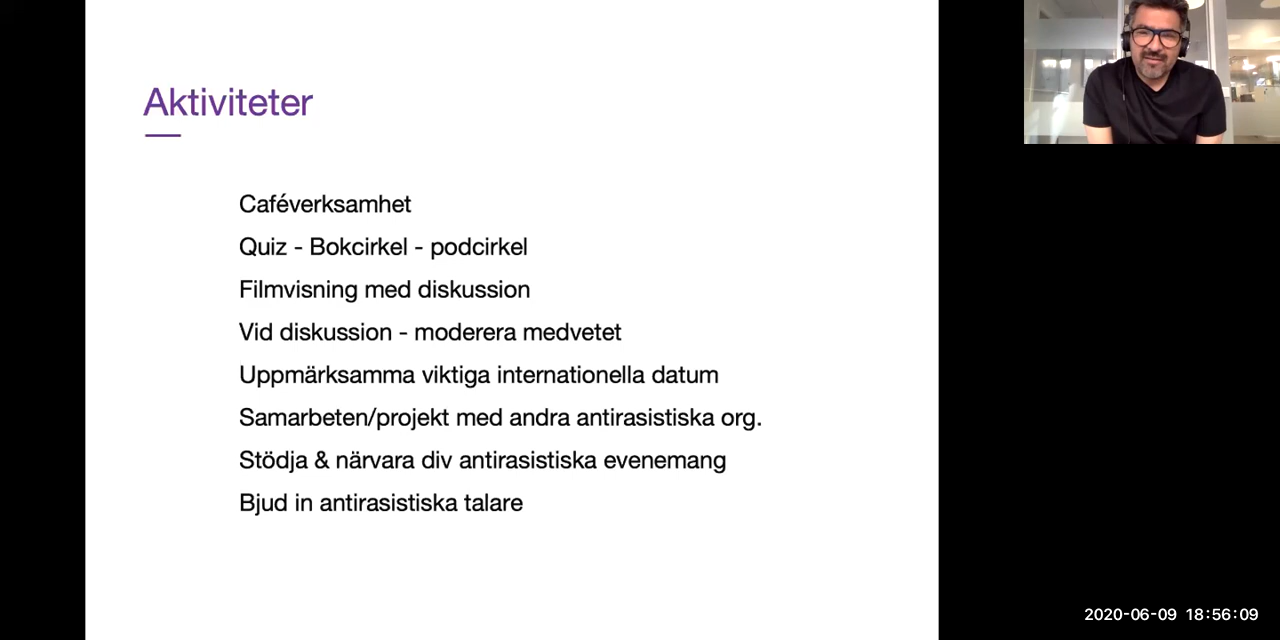 Aktiviteter
Caféverksamhet
Quiz - Bokcirkel - podcirkel
Filmvisning med diskussion
Vid diskussion - moderera medvetet
Uppmärksamma viktiga internationella datum
Samarbeten/projekt med andra antirasistiska org.
Stödja & närvara div antirasistiska evenemang
Bjud in antirasistiska talare
2020-06-09 18:56:09